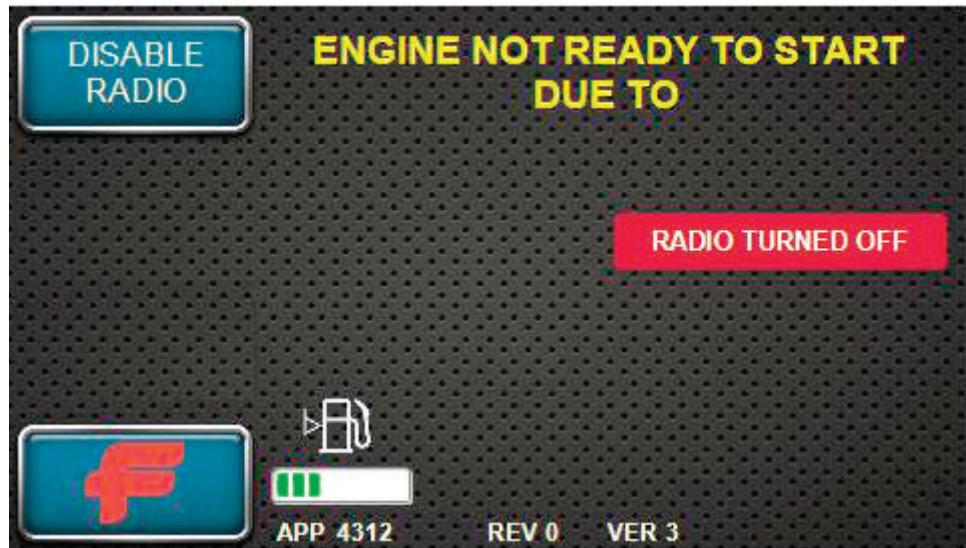 DISABLE
RADIO
ENGINE NOT READY TO START
DUE TO
RADIO TURNED OFF
F
APP 4312 REV 0 VER 3